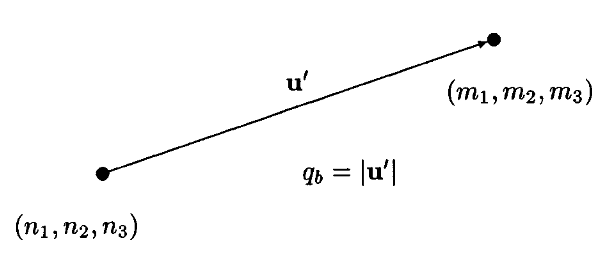 u′
(m₁, m₂, m₃)
q_b = |u′|
(n₁, n₂, n₃)